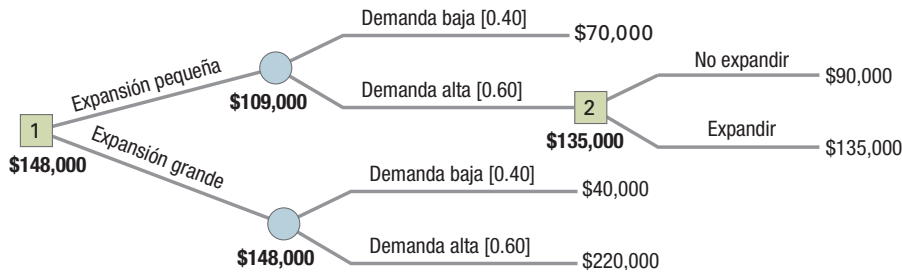 Demanda baja [0.40]
$70,000
Expansión pequeña
$109,000
Demanda alta [0.60]
2
$135,000
No expandir
$90,000
Expandir
$135,000
1
$148,000
Expansión grande
Demanda baja [0.40]
$40,000
$148,000
Demanda alta [0.60]
$220,000